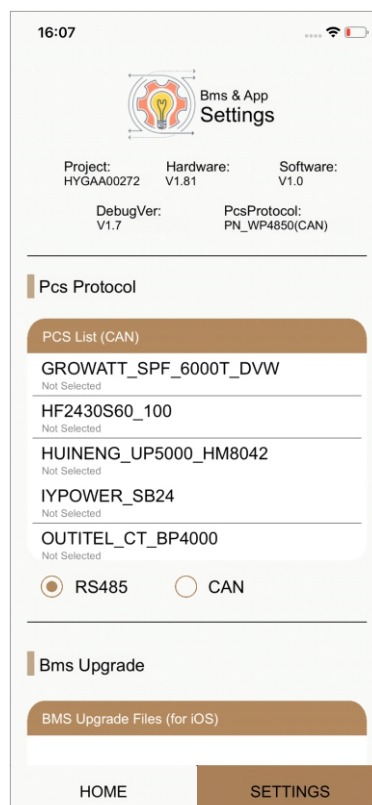 16:07
Bms & App
Settings
Project: Hardware: Software:
HYGAA00272 V1.81 V1.0
DebugVer: PcsProtocol:
V1.7 PN_WP4850(CAN)
Pcs Protocol
PCS List (CAN)
GROWATT_SPF_6000T_DVW
Not Selected
HF2430S60_100
Not Selected
HUINENG_UP5000_HM8042
Not Selected
IYPOWER_SB24
Not Selected
OUTITEL_CT_BP4000
Not Selected
RS485 CAN
Bms Upgrade
BMS Upgrade Files (for iOS)
HOME SETTINGS